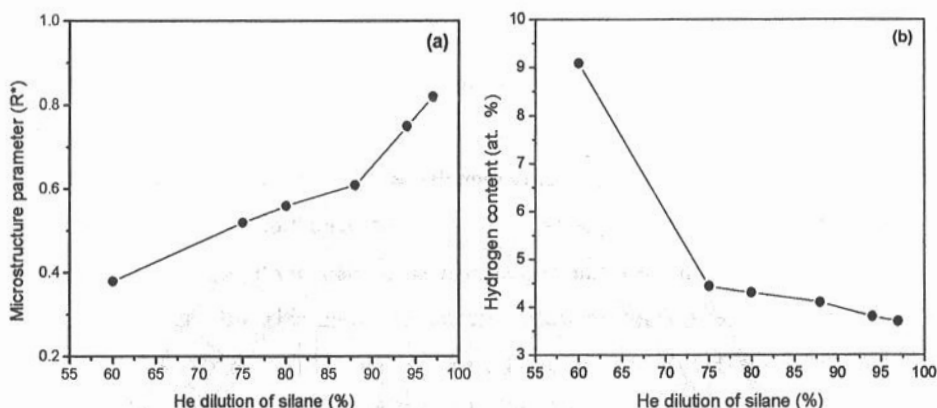 (a)
Microstructure parameter (R*)
1.0
0.8
0.6
0.4
0.2
55 60 65 70 75 80 85 90 95 100
He dilution of silane (%)
(b)
Hydrogen content (at. %)
10
9
8
7
6
5
4
3
55 60 65 70 75 80 85 90 95 100
He dilution of silane (%)